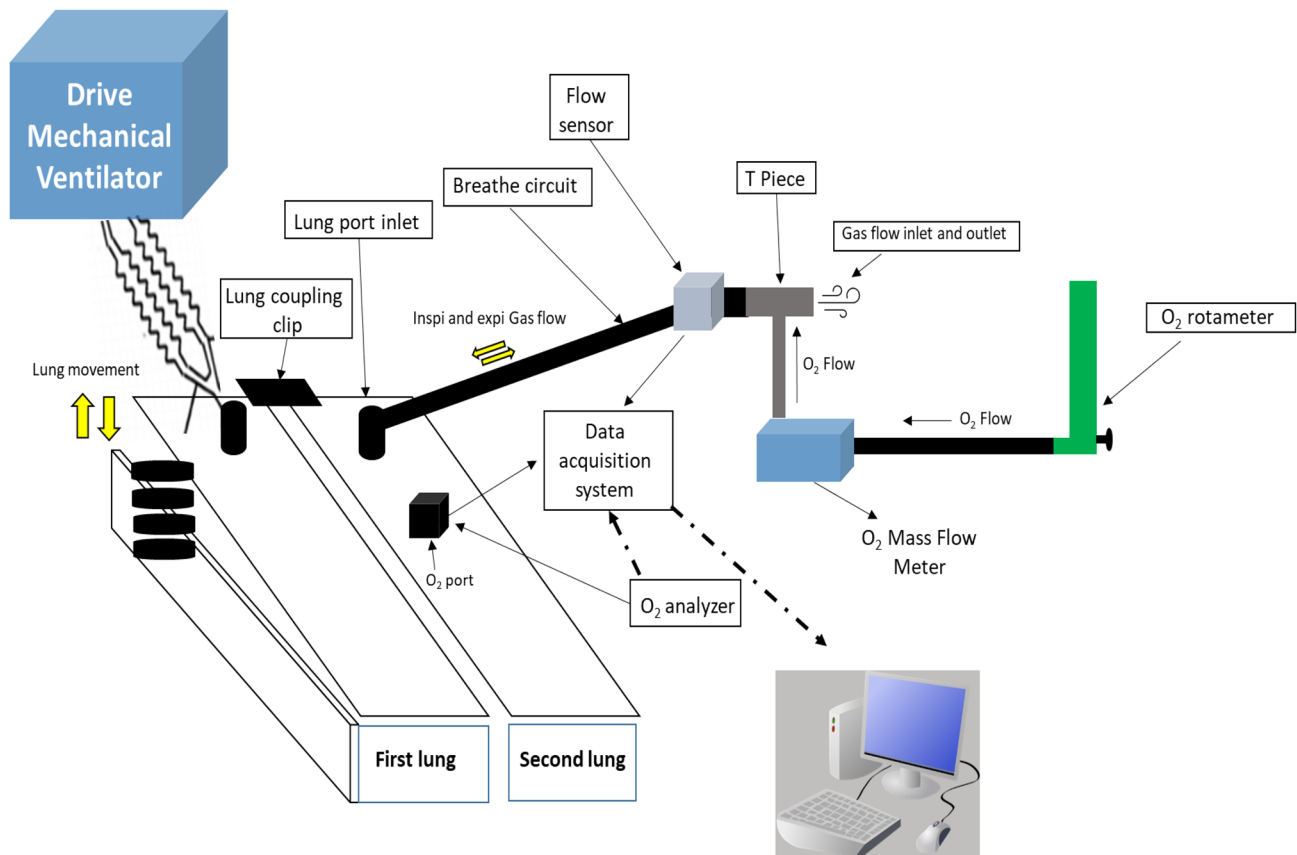 Drive
Mechanical
Ventilator
Flow
sensor
Breathe circuit
T Piece
Lung port inlet
Gas flow inlet and outlet
Lung coupling
clip
Inspi and expi Gas flow
O₂ rotameter
Lung movement
O₂ Flow
O₂ Flow
Data
acquisition
system
O₂ Mass Flow
Meter
O₂ port
O₂ analyzer
First lung
Second lung